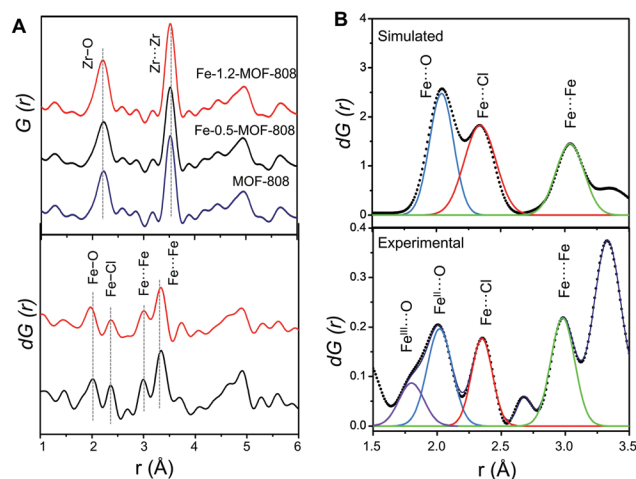 A
Zr−O
Zr····Zr
Fe-1.2-MOF-808
Fe-0.5-MOF-808
MOF-808
G (r)
Fe−O
Fe−Cl
Fe····Fe
Fe····Fe
dG (r)
1 2 3 4 5 6
r (Å)
B
Simulated
Fe·····O
Fe····Cl
Fe····Fe
4
3
2
1
0
dG (r)
Experimental
Feᴵᴵᴵ·····O
Feᴵᴵ·····O
Fe····Cl
Fe····Fe
0.4
0.3
0.2
0.1
0.0
dG (r)
1.5 2.0 2.5 3.0 3.5
r (Å)